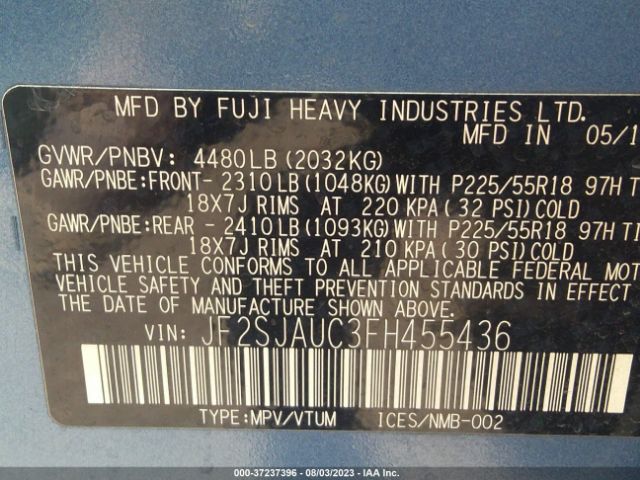 MFD BY FUJI HEAVY INDUSTRIES LTD.
MFD IN 05/1
GVWR/PNBV: 4480LB (2032KG)
GAWR/PNBE:FRONT- 2310LB (1048KG) WITH P225/55R18 97H TI
18X7J RIMS AT 220 KPA (32 PSI) COLD
GAWR/PNBE:REAR - 2410LB (1093KG) WITH P225/55R18 97H TI
18X7J RIMS AT 210 KPA (30 PSI) COLD
THIS VEHICLE CONFORMS TO ALL APPLICABLE FEDERAL MOT
VEHICLE SAFETY AND THEFT PREVENTION STANDARDS IN EFFECT
THE DATE OF MANUFACTURE SHOWN ABOVE.
VIN: JF2SJAUC3FH455436
TYPE:MPV/VTUM ICES/NMB-002
000-37237396 - 08/03/2023 - IAA Inc.